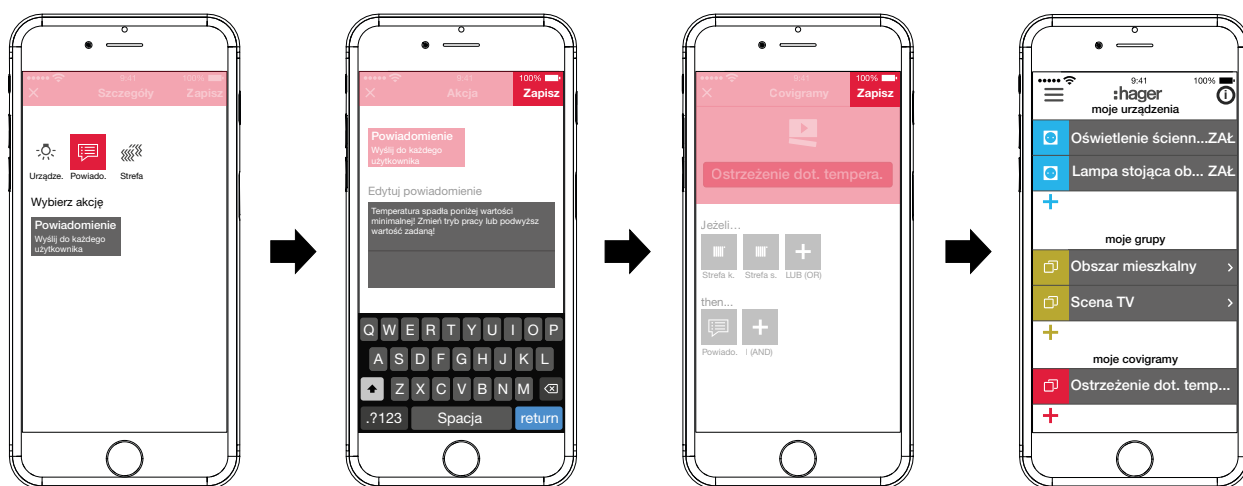 9:41 100%
Szczegóły Zapisz
Urządze. Powiado. Strefa
Wybierz akcję
Powiadomienie
Wyślij do każdego
użytkownika
9:41 100%
Akcja Zapisz
Powiadomienie
Wyślij do każdego
użytkownika
Edytuj powiadomienie
Temperatura spadła poniżej wartości
minimalnej! Zmień tryb pracy lub podwyższ
wartość zadaną!
Q W E R T Y U I O P
A S D F G H J K L
Z X C V B N M
.?123 Spacja return
9:41 100%
Covigramy Zapisz
Ostrzeżenie dot. tempera.
Jeżeli...
Strefa k. Strefa s. LUB (OR)
then...
Powiado. i (AND)
9:41 100%
:hager
moje urządzenia
Oświetlenie ścienn...ZAŁ
Lampa stojąca ob... ZAŁ
moje grupy
Obszar mieszkalny
Scena TV
moje covigramy
Ostrzeżenie dot. temp...